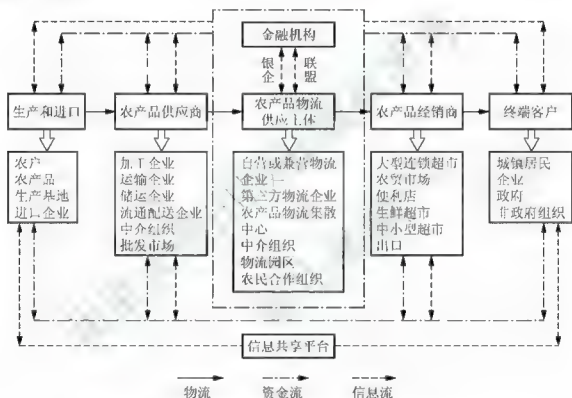 金融机构
银 联
企 盟
生产和进口
农产品供应商
农产品物流
供应主体
农产品经销商
终端客户
农户
农产品
生产基地
进口企业
加工企业
运输企业
储运企业
流通配送企业
中介组织
批发市场
自营或兼营物流
企业一
第三方物流企业
农产品物流集散
中心
中介组织
物流园区
农民合作组织
大型连锁超市
农贸市场
便利店
生鲜超市
中小型超市
出口
城镇居民
企业
政府
非政府组织
信息共享平台
物流 资金流 信息流